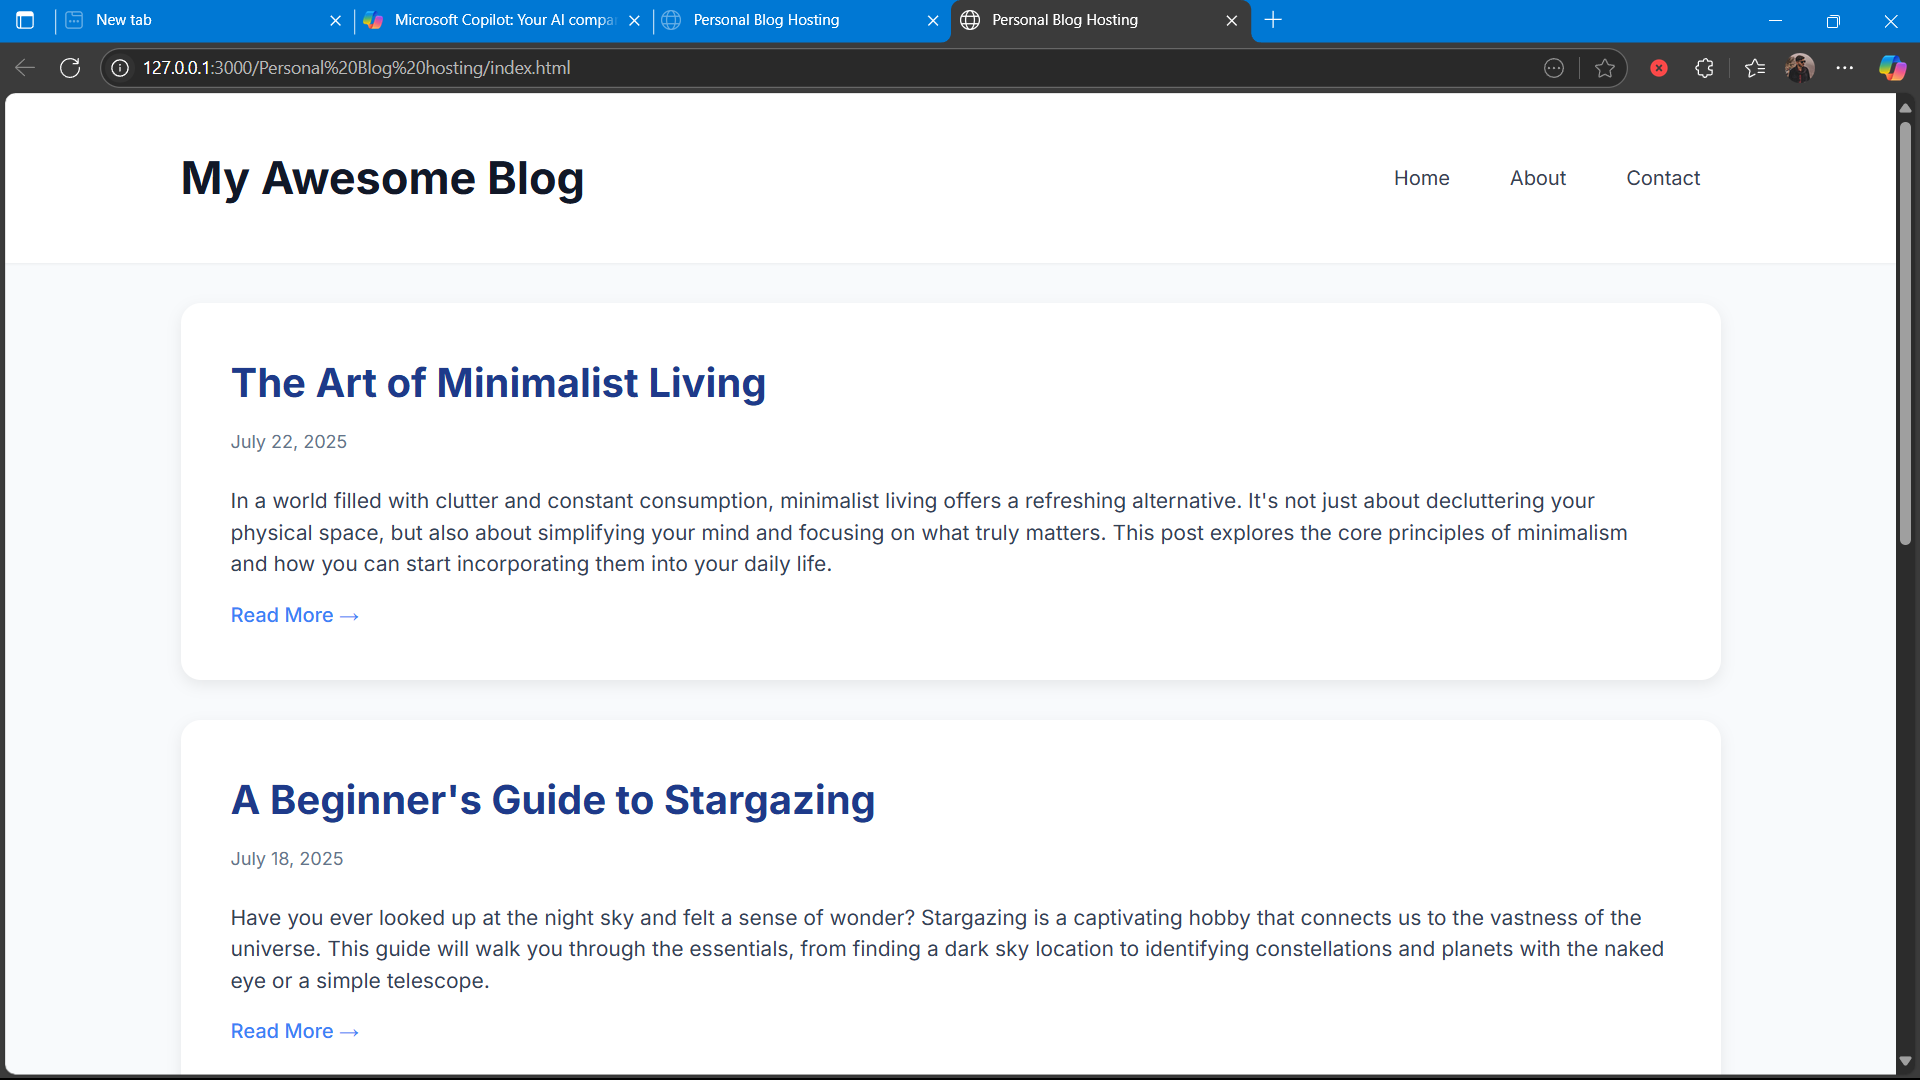 New tab
Microsoft Copilot: Your AI compa
Personal Blog Hosting
Personal Blog Hosting
127.0.0.1:3000/Personal%20Blog%20hosting/index.html
My Awesome Blog
Home About Contact
The Art of Minimalist Living
July 22, 2025
In a world filled with clutter and constant consumption, minimalist living offers a refreshing alternative. It's not just about decluttering your
physical space, but also about simplifying your mind and focusing on what truly matters. This post explores the core principles of minimalism
and how you can start incorporating them into your daily life.
Read More →
A Beginner's Guide to Stargazing
July 18, 2025
Have you ever looked up at the night sky and felt a sense of wonder? Stargazing is a captivating hobby that connects us to the vastness of the
universe. This guide will walk you through the essentials, from finding a dark sky location to identifying constellations and planets with the naked
eye or a simple telescope.
Read More →